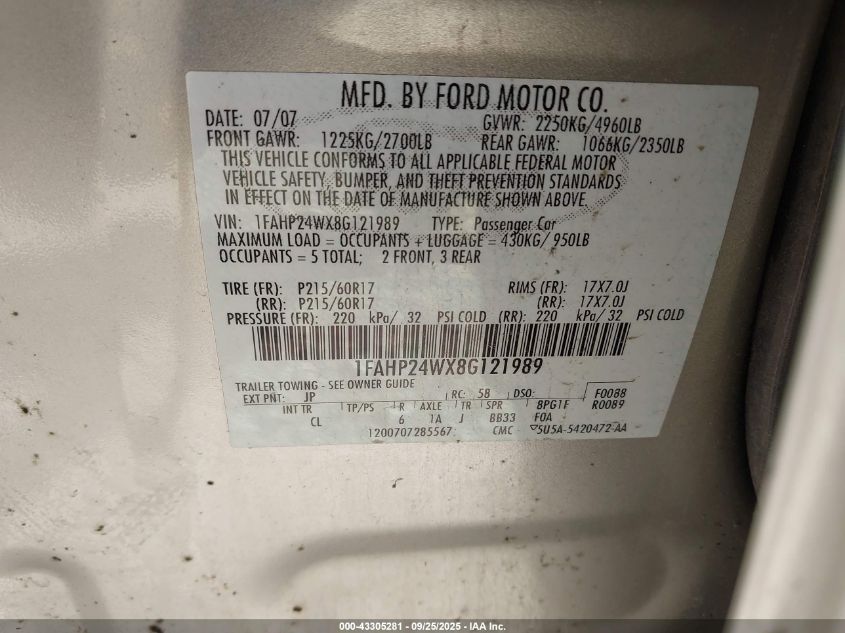 MFD. BY FORD MOTOR CO.
DATE: 07/07 GVWR: 2250KG/4960LB
FRONT GAWR: 1225KG/2700LB REAR GAWR: 1066KG/2350LB
THIS VEHICLE CONFORMS TO ALL APPLICABLE FEDERAL MOTOR
VEHICLE SAFETY, BUMPER, AND THEFT PREVENTION STANDARDS
IN EFFECT ON THE DATE OF MANUFACTURE SHOWN ABOVE.
VIN: 1FAHP24WX8G121989 TYPE: Passenger Car
MAXIMUM LOAD = OCCUPANTS + LUGGAGE = 430KG/950LB
OCCUPANTS = 5 TOTAL; 2 FRONT, 3 REAR
TIRE (FR): P215/60R17 RIMS (FR): 17X7.0J
(RR): P215/60R17 (RR): 17X7.0J
PRESSURE (FR): 220 kPa/ 32 PSI COLD (RR): 220 kPa/ 32 PSI COLD
1FAHP24WX8G121989
TRAILER TOWING - SEE OWNER GUIDE
EXT PNT: JP RC: 58 DSO: F0088
INT TR TP/PS R AXLE TR SPR 8PG1F R0089
CL 6 1A J BB33 F0A
1200707285567 CMC 5U5A-5420472-AA
000-43305281 - 09/25/2025 - IAA Inc.